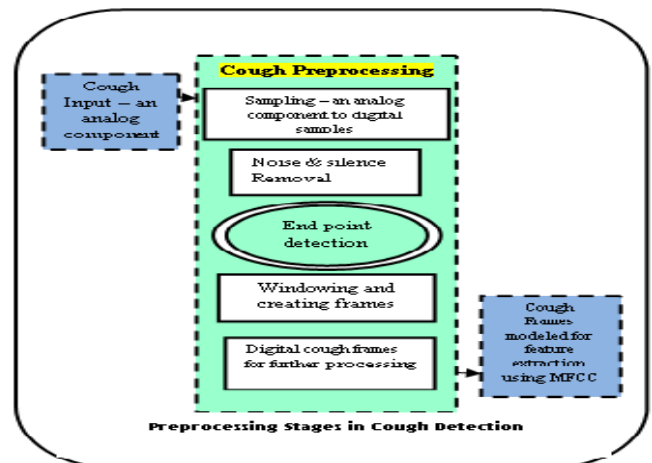 Cough
Input – an
analog
component
Cough Preprocessing
Sampling – an analog
component to digital
samples
Noise & silence
Removal
End point
detection
Windowing and
creating frames
Digital cough frames
for further processing
Cough
Frames
modeled for
feature
extraction
using MFCC
Preprocessing Stages in Cough Detection